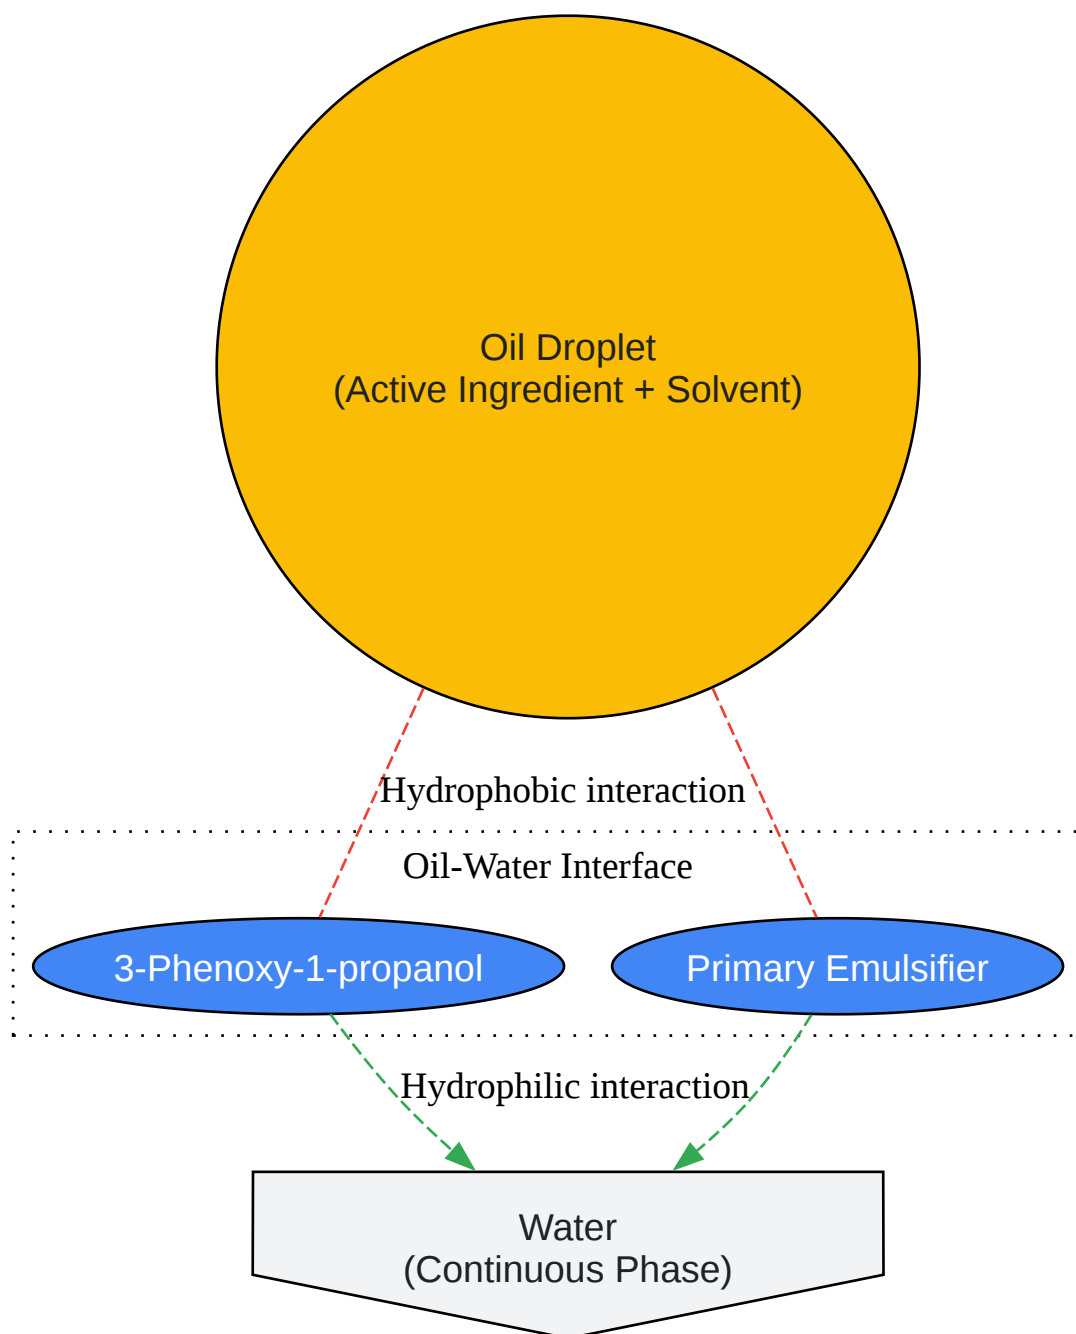 Oil Droplet
(Active Ingredient + Solvent)
Hydrophobic interaction
Oil-Water Interface
3-Phenoxy-1-propanol
Primary Emulsifier
Hydrophilic interaction
Water
(Continuous Phase)